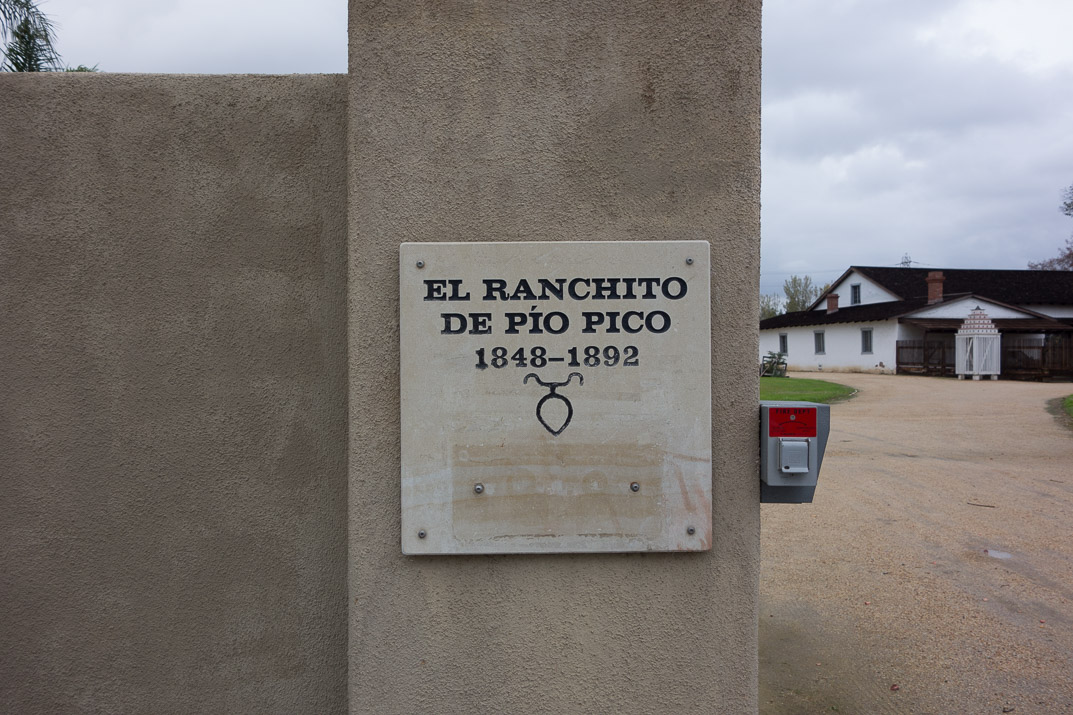 EL RANCHITO
DE PÍO PICO
1848–1892